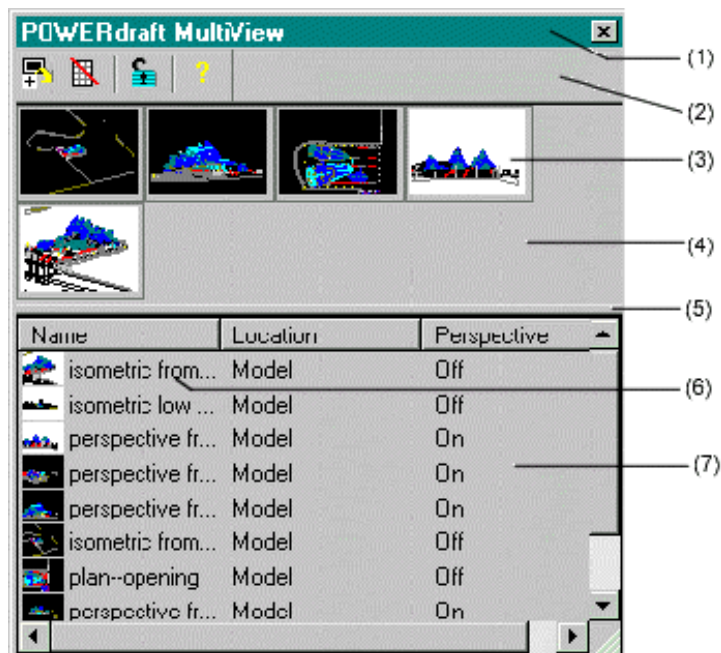 POWERdraft MultiView
(1)
(2)
?
(3)
(4)
(5)
Name Location Perspective
isometric from... Model Off
(6)
isometric low ... Model Off
perspective fr... Model On
(7)
perspective fr... Model On
perspective fr... Model On
isometric from... Model Off
plan--opening Model Off
perspective fr... Model On